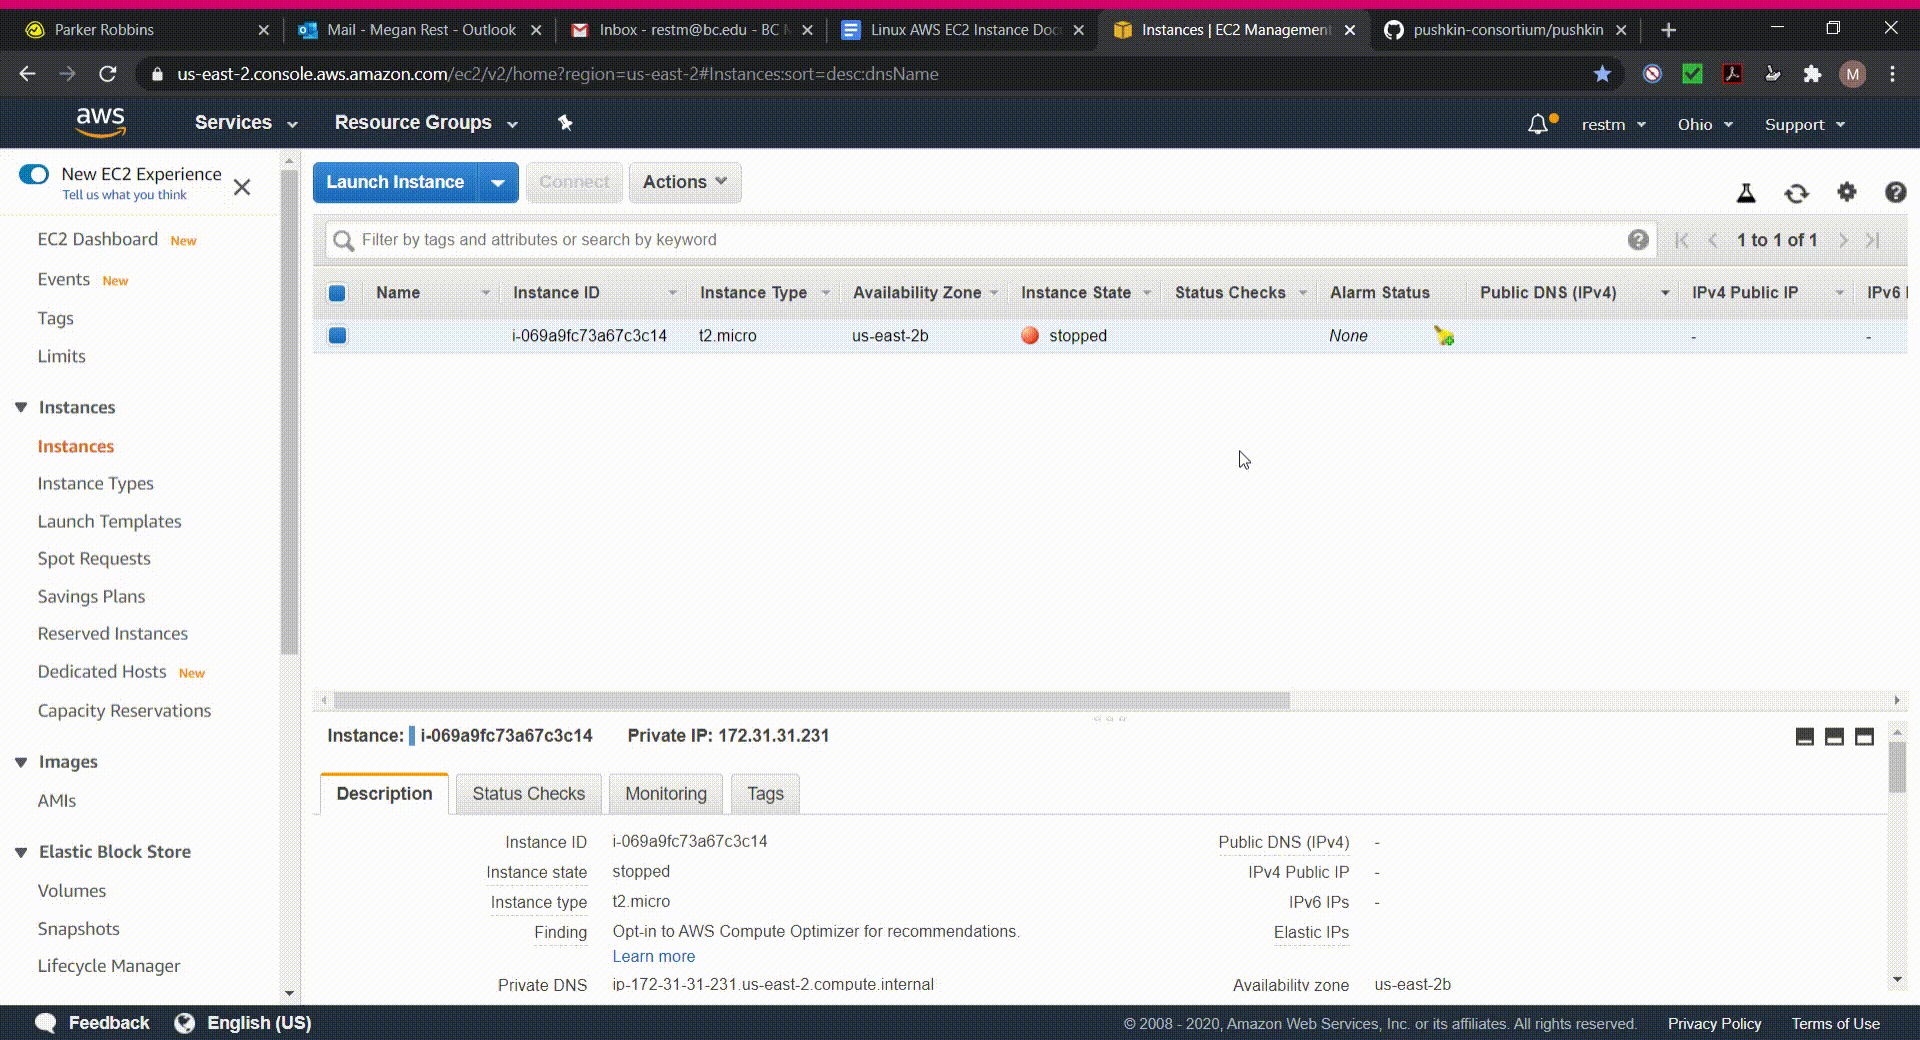 Parker Robbins
Mail - Megan Rest - Outlook
Inbox - restm@bc.edu - BC M
Linux AWS EC2 Instance Doc
Instances | EC2 Management
pushkin-consortium/pushkin
us-east-2.console.aws.amazon.com/ec2/v2/home?region=us-east-2#Instances:sort=desc:dnsName
M
aws
Services
Resource Groups
restm
Ohio
Support
New EC2 Experience
Tell us what you think
EC2 Dashboard New
Events New
Tags
Limits
Instances
Instances
Instance Types
Launch Templates
Spot Requests
Savings Plans
Reserved Instances
Dedicated Hosts New
Capacity Reservations
Images
AMIs
Elastic Block Store
Volumes
Snapshots
Lifecycle Manager
Launch Instance
Connect
Actions
Filter by tags and attributes or search by keyword
1 to 1 of 1
Name Instance ID Instance Type Availability Zone Instance State Status Checks Alarm Status Public DNS (IPv4) IPv4 Public IP IPv6
i-069a9fc73a67c3c14 t2.micro us-east-2b stopped None - -
Instance: i-069a9fc73a67c3c14 Private IP: 172.31.31.231
Description
Status Checks
Monitoring
Tags
Instance ID i-069a9fc73a67c3c14
Instance state stopped
Instance type t2.micro
Finding Opt-in to AWS Compute Optimizer for recommendations.
Learn more
Private DNS ip-172-31-31-231.us-east-2.compute.internal
Public DNS (IPv4) -
IPv4 Public IP -
IPv6 IPs -
Elastic IPs
Availability zone us-east-2b
Feedback
English (US)
© 2008 - 2020, Amazon Web Services, Inc. or its affiliates. All rights reserved.
Privacy Policy
Terms of Use